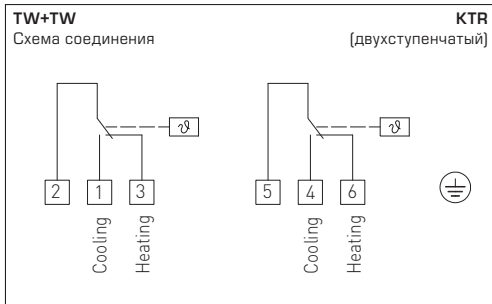 TW+TW
KTR
Схема соединения
(двухступенчатый)
ϑ
ϑ
2 1 3
5 4 6
Cooling
Heating
Cooling
Heating